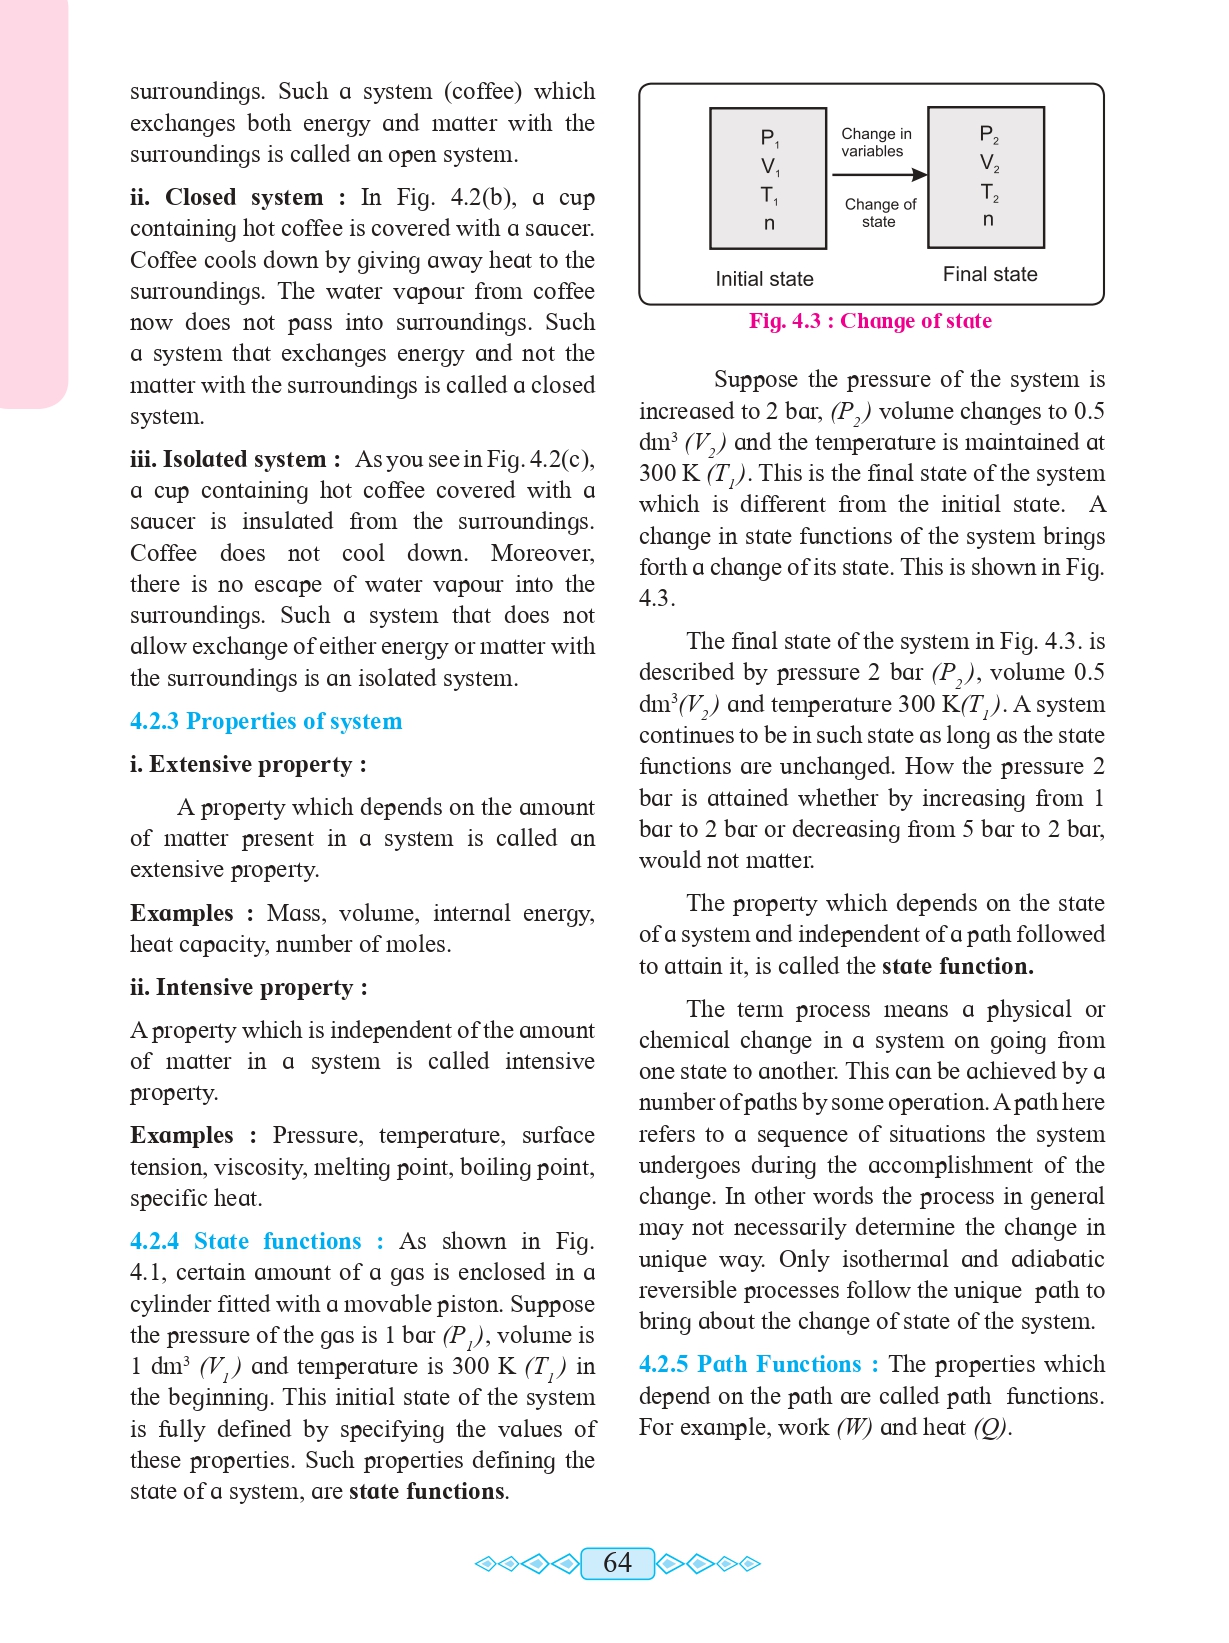 surroundings. Such a system (coffee) which
exchanges both energy and matter with the
surroundings is called an open system.
ii. Closed system : In Fig. 4.2(b), a cup
containing hot coffee is covered with a saucer.
Coffee cools down by giving away heat to the
surroundings. The water vapour from coffee
now does not pass into surroundings. Such
a system that exchanges energy and not the
matter with the surroundings is called a closed
system.
iii. Isolated system : As you see in Fig. 4.2(c),
a cup containing hot coffee covered with a
saucer is insulated from the surroundings.
Coffee does not cool down. Moreover,
there is no escape of water vapour into the
surroundings. Such a system that does not
allow exchange of either energy or matter with
the surroundings is an isolated system.
4.2.3 Properties of system
i. Extensive property :
A property which depends on the amount
of matter present in a system is called an
extensive property.
Examples : Mass, volume, internal energy,
heat capacity, number of moles.
ii. Intensive property :
A property which is independent of the amount
of matter in a system is called intensive
property.
Examples : Pressure, temperature, surface
tension, viscosity, melting point, boiling point,
specific heat.
4.2.4 State functions : As shown in Fig.
4.1, certain amount of a gas is enclosed in a
cylinder fitted with a movable piston. Suppose
the pressure of the gas is 1 bar (P₁), volume is
1 dm³ (V₁) and temperature is 300 K (T₁) in
the beginning. This initial state of the system
is fully defined by specifying the values of
these properties. Such properties defining the
state of a system, are state functions.
P₁
V₁
T₁
n
Initial state
Change in
variables
Change of
state
P₂
V₂
T₂
n
Final state
Fig. 4.3 : Change of state
Suppose the pressure of the system is
increased to 2 bar, (P₂) volume changes to 0.5
dm³ (V₂) and the temperature is maintained at
300 K (T₁). This is the final state of the system
which is different from the initial state. A
change in state functions of the system brings
forth a change of its state. This is shown in Fig.
4.3.
The final state of the system in Fig. 4.3. is
described by pressure 2 bar (P₂), volume 0.5
dm³(V₂) and temperature 300 K(T₁). A system
continues to be in such state as long as the state
functions are unchanged. How the pressure 2
bar is attained whether by increasing from 1
bar to 2 bar or decreasing from 5 bar to 2 bar,
would not matter.
The property which depends on the state
of a system and independent of a path followed
to attain it, is called the state function.
The term process means a physical or
chemical change in a system on going from
one state to another. This can be achieved by a
number of paths by some operation. A path here
refers to a sequence of situations the system
undergoes during the accomplishment of the
change. In other words the process in general
may not necessarily determine the change in
unique way. Only isothermal and adiabatic
reversible processes follow the unique path to
bring about the change of state of the system.
4.2.5 Path Functions : The properties which
depend on the path are called path functions.
For example, work (W) and heat (Q).
64